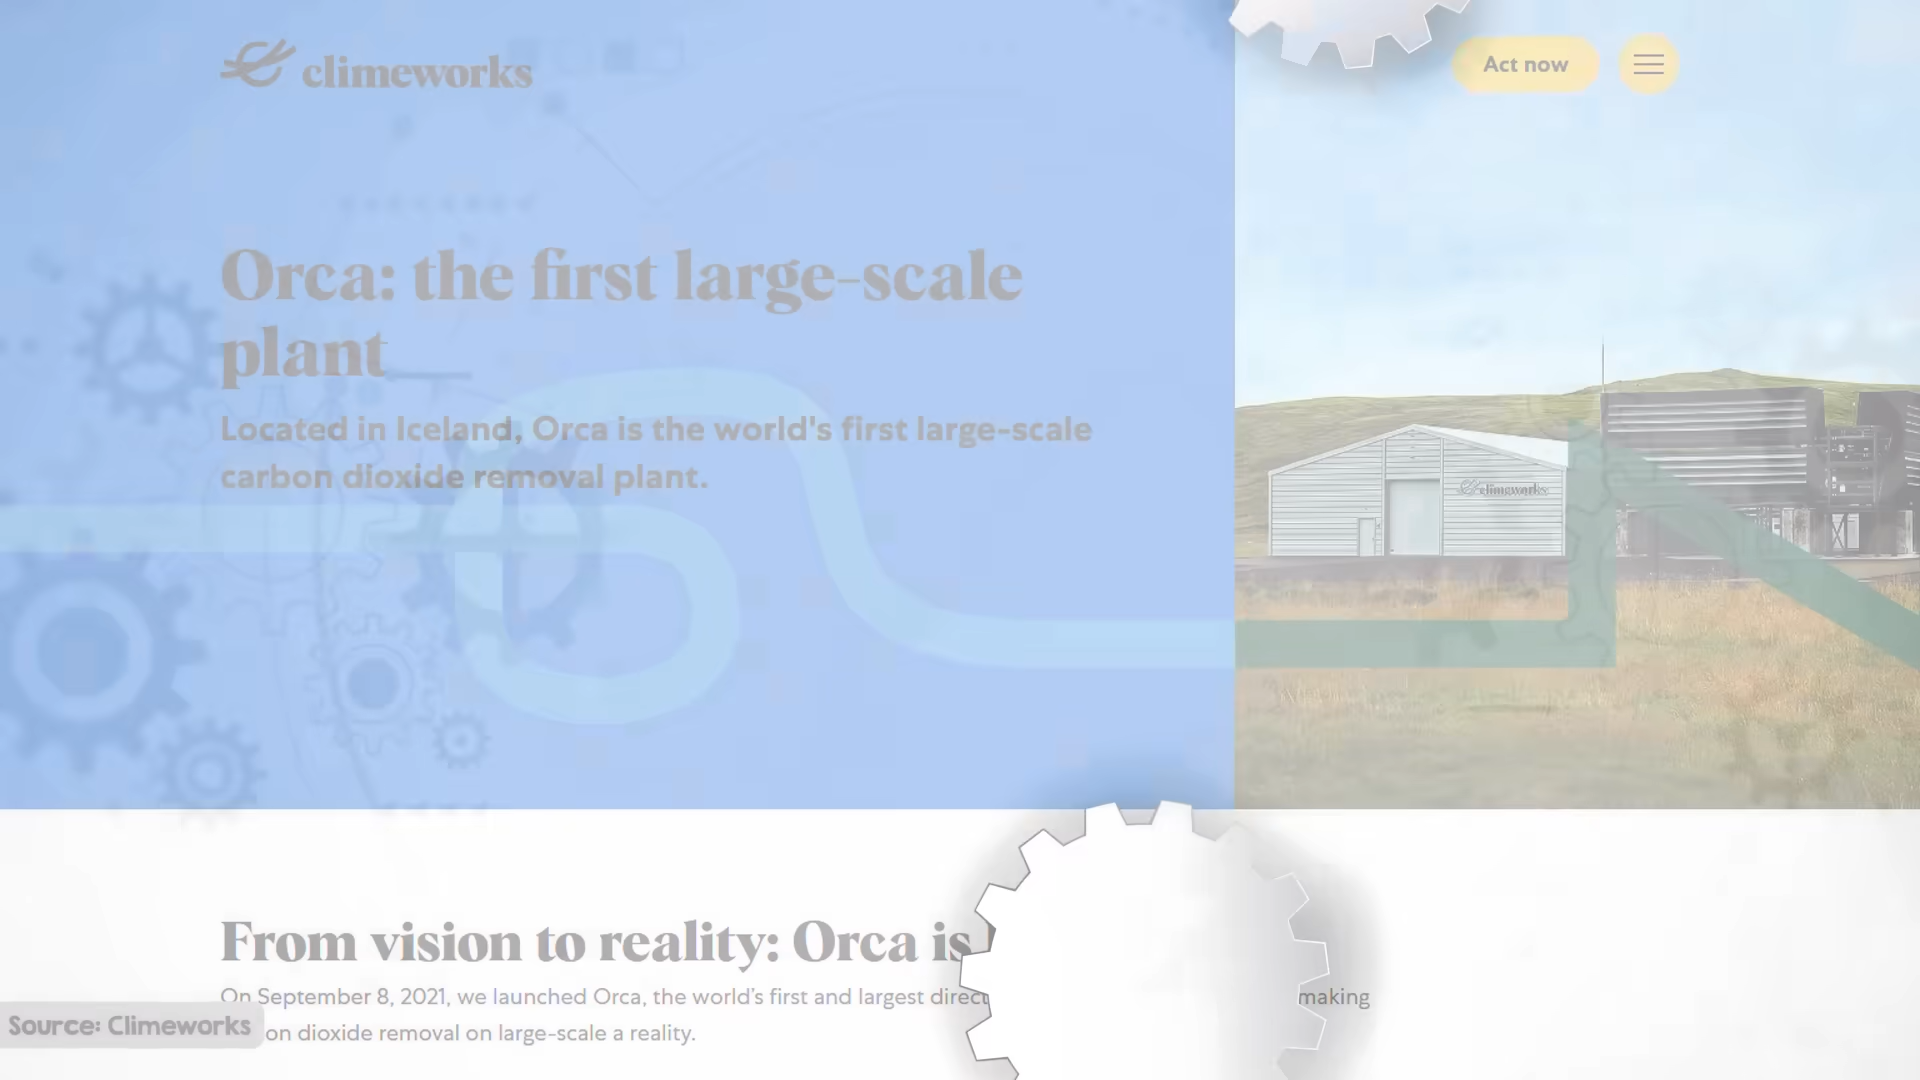 climeworks
Act now
Orca: the first large-scale
plant
Located in Iceland, Orca is the world's first large-scale
carbon dioxide removal plant.
climeworks
From vision to reality: Orca is
On September 8, 2021, we launched Orca, the world's first and largest direct making
on dioxide removal on large-scale a reality.
Source: Climeworks